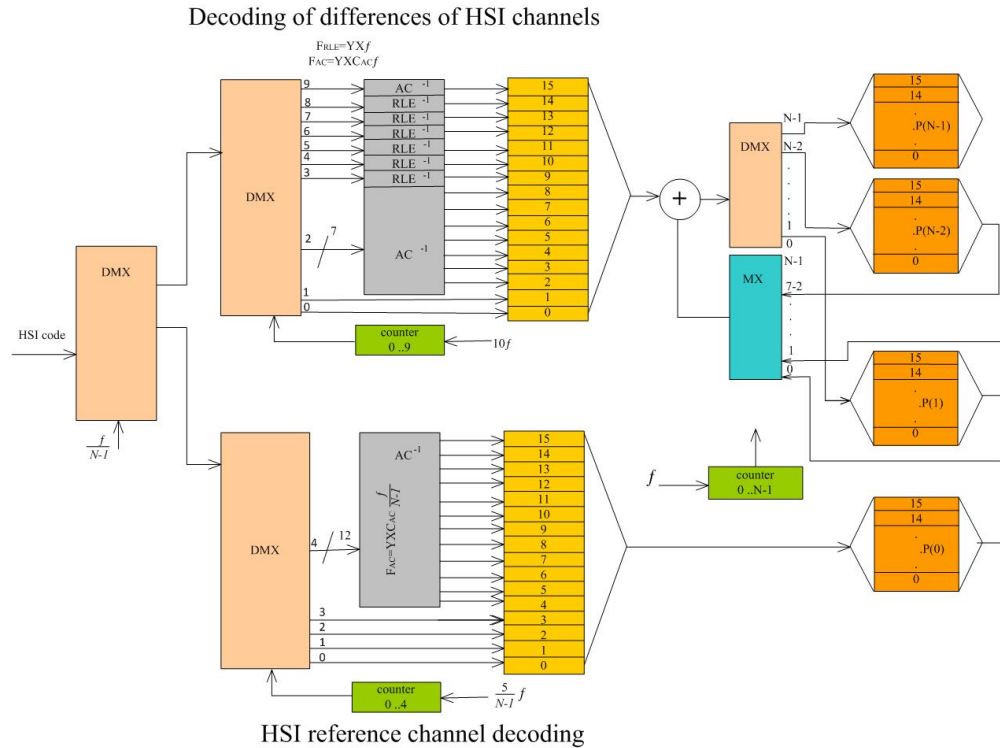 Decoding of differences of HSI channels
FRLE=YXf
FAC=YXCACf
HSI code
DMX
f
N-1
DMX
9
8
7
6
5
4
3
2
7
1
0
AC -1
RLE -1
RLE -1
RLE -1
RLE -1
RLE -1
RLE -1
AC -1
15
14
13
12
11
10
9
8
7
6
5
4
3
2
1
0
counter
0 ..9
10f
+
DMX
N-1
N-2
.
.
.
.
1
0
MX
N-1
7-2
.
.
.
1
0
15
14
.
.P(N-1)
.
0
15
14
.
.P(N-2)
.
0
15
14
.
.P(1)
.
0
f
counter
0 ..N-1
15
14
.
.P(0)
.
0
DMX
4
12
3
2
1
0
AC-1
FAC=YXCAC f
N-1
15
14
13
12
11
10
9
8
7
6
5
4
3
2
1
0
counter
0 ..4
5
N-1 f
HSI reference channel decoding